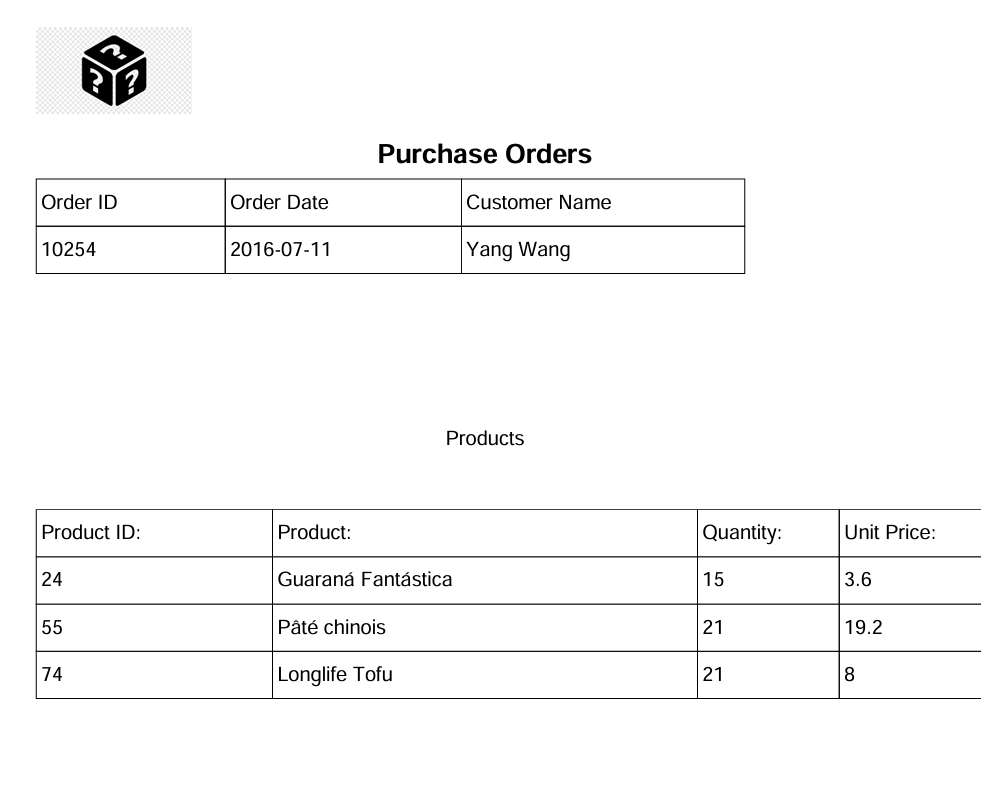 ? ? ?
Purchase Orders
Order ID Order Date Customer Name
10254 2016-07-11 Yang Wang
Products
Product ID: Product: Quantity: Unit Price:
24 Guaraná Fantástica 15 3.6
55 Pâté chinois 21 19.2
74 Longlife Tofu 21 8